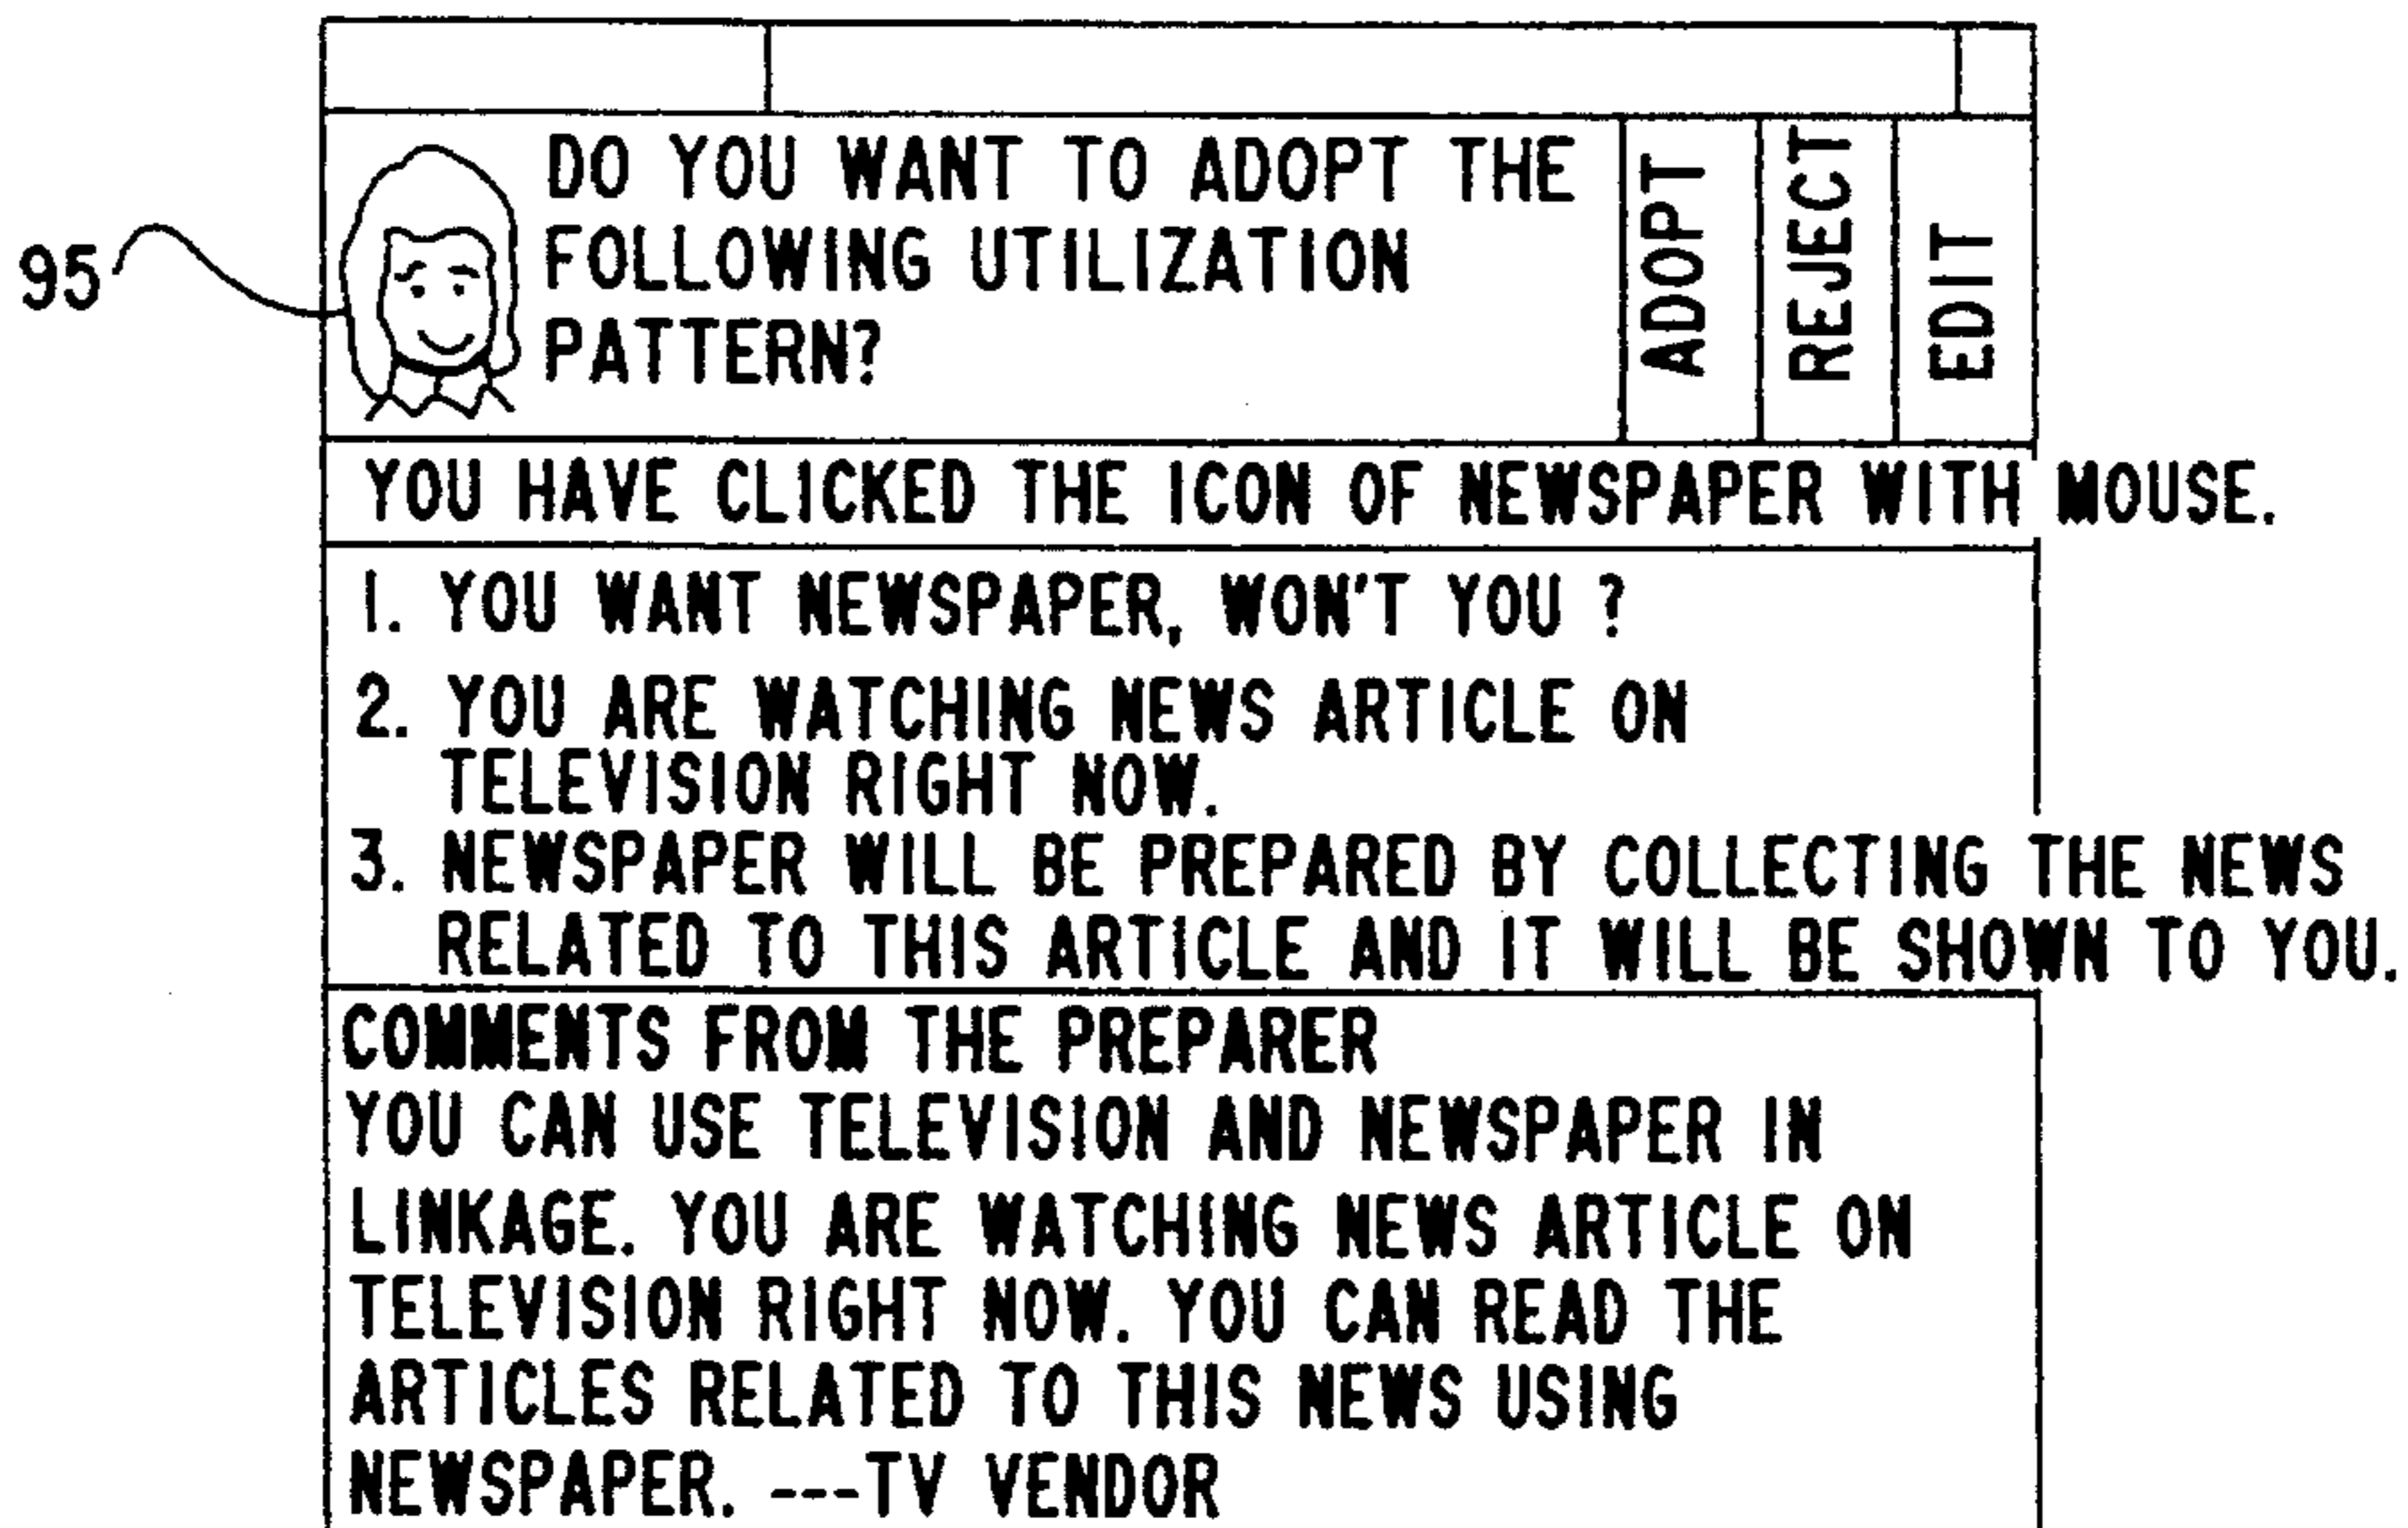 95
DO YOU WANT TO ADOPT THE
FOLLOWING UTILIZATION
PATTERN?
ADOPT
REJECT
EDIT
YOU HAVE CLICKED THE ICON OF NEWSPAPER WITH MOUSE.
1. YOU WANT NEWSPAPER, WON'T YOU ?
2. YOU ARE WATCHING NEWS ARTICLE ON
TELEVISION RIGHT NOW.
3. NEWSPAPER WILL BE PREPARED BY COLLECTING THE NEWS
RELATED TO THIS ARTICLE AND IT WILL BE SHOWN TO YOU.
COMMENTS FROM THE PREPARER
YOU CAN USE TELEVISION AND NEWSPAPER IN
LINKAGE. YOU ARE WATCHING NEWS ARTICLE ON
TELEVISION RIGHT NOW. YOU CAN READ THE
ARTICLES RELATED TO THIS NEWS USING
NEWSPAPER. ---TV VENDOR